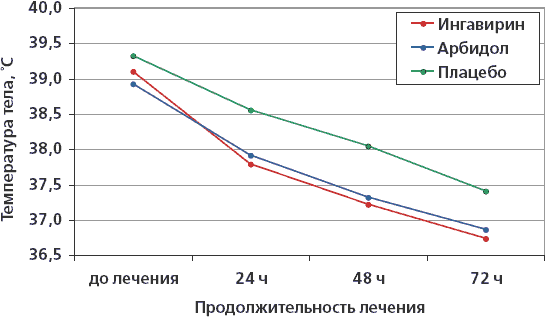 40,0
39,5
39,0
38,5
38,0
37,5
37,0
36,5
Температура тела, °С
Ингавирин
Арбидол
Плацебо
до лечения 24 ч 48 ч 72 ч
Продолжительность лечения